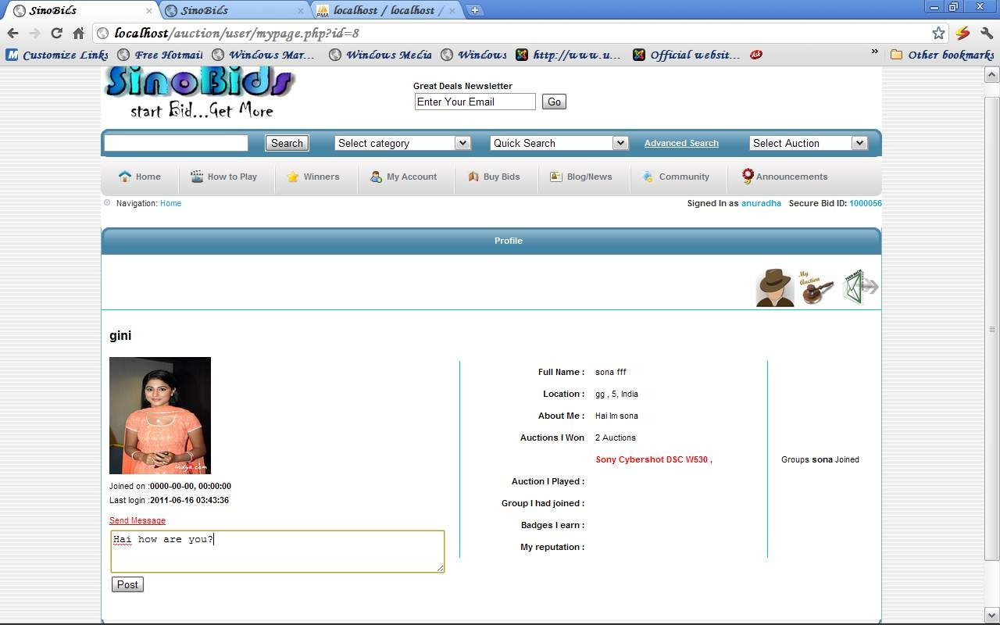 SinoBids SinoBids localhost / localhost /
localhost/auction/user/mypage.php?id=8
Customize Links Free Hotmail Windows Mar... Windows Media Windows http://www.u... Official websit... Ask » Other bookmarks
SinoBids
start Bid...Get More
Great Deals Newsletter
Enter Your Email Go
Search Select category Quick Search Advanced Search Select Auction
Home How to Play Winners My Account Buy Bids Blog/News Community Announcements
Navigation: Home Signed In as anuradha Secure Bid ID: 1000056
Profile
My
Auction
gini
indya.com
Joined on :0000-00-00, 00:00:00
Last login :2011-06-16 03:43:36
Send Message
Hai how are you?
Post
Full Name : sona fff
Location : gg , 5, India
About Me : Hai Im sona
Auctions I Won 2 Auctions
Sony Cybershot DSC W530 ,
Auction I Played :
Group I had joined :
Badges I earn :
My reputation :
Groups sona Joined